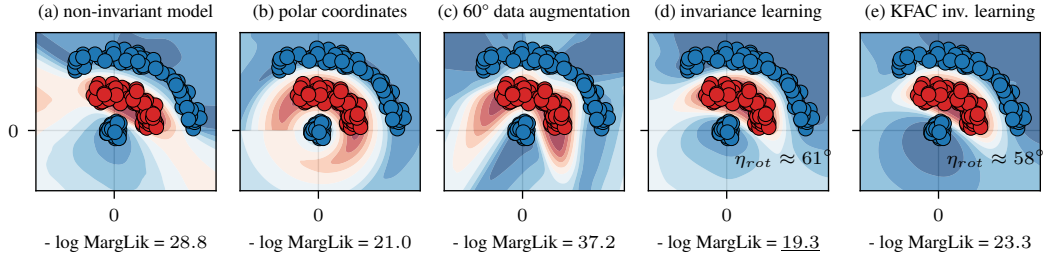 (a) non-invariant model
(b) polar coordinates
(c) 60° data augmentation
(d) invariance learning
(e) KFAC inv. learning
0
η_rot ≈ 61°
η_rot ≈ 58°
0
0
0
0
0
- log MargLik = 28.8
- log MargLik = 21.0
- log MargLik = 37.2
- log MargLik = 19.3
- log MargLik = 23.3